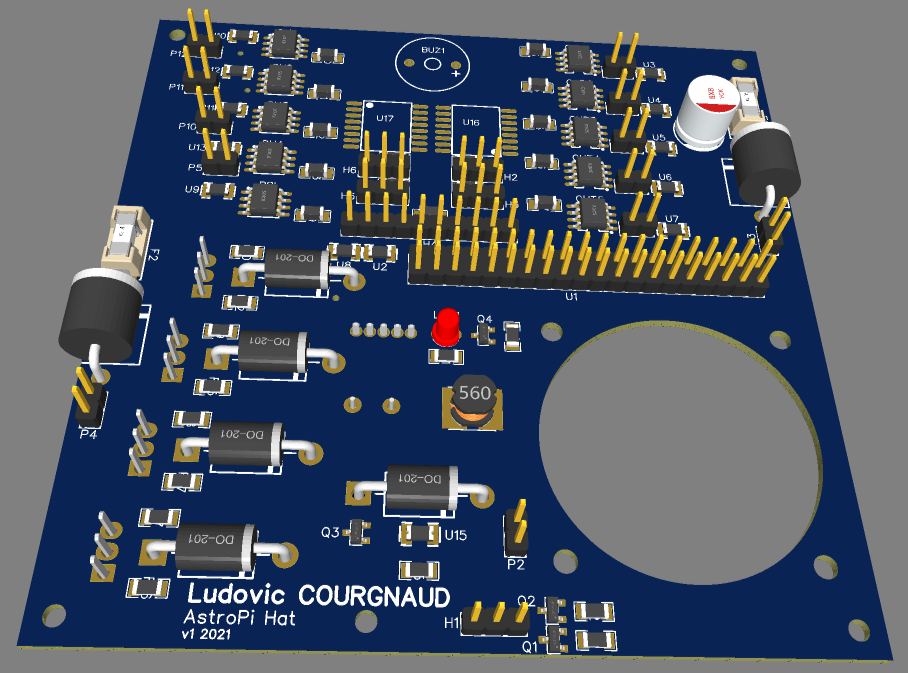 BUZ1
+
P11
P10
P5
U13
U9
U17
U16
H6
H2
U3
U4
U5
U6
U7
F2
U8
U2
U1
Q4
560
P4
DO-201
DO-201
DO-201
DO-201
DO-201
Q3
U15
P2
Ludovic COURGNAUD
AstroPi Hat
v1 2021
H1
Q2
Q1